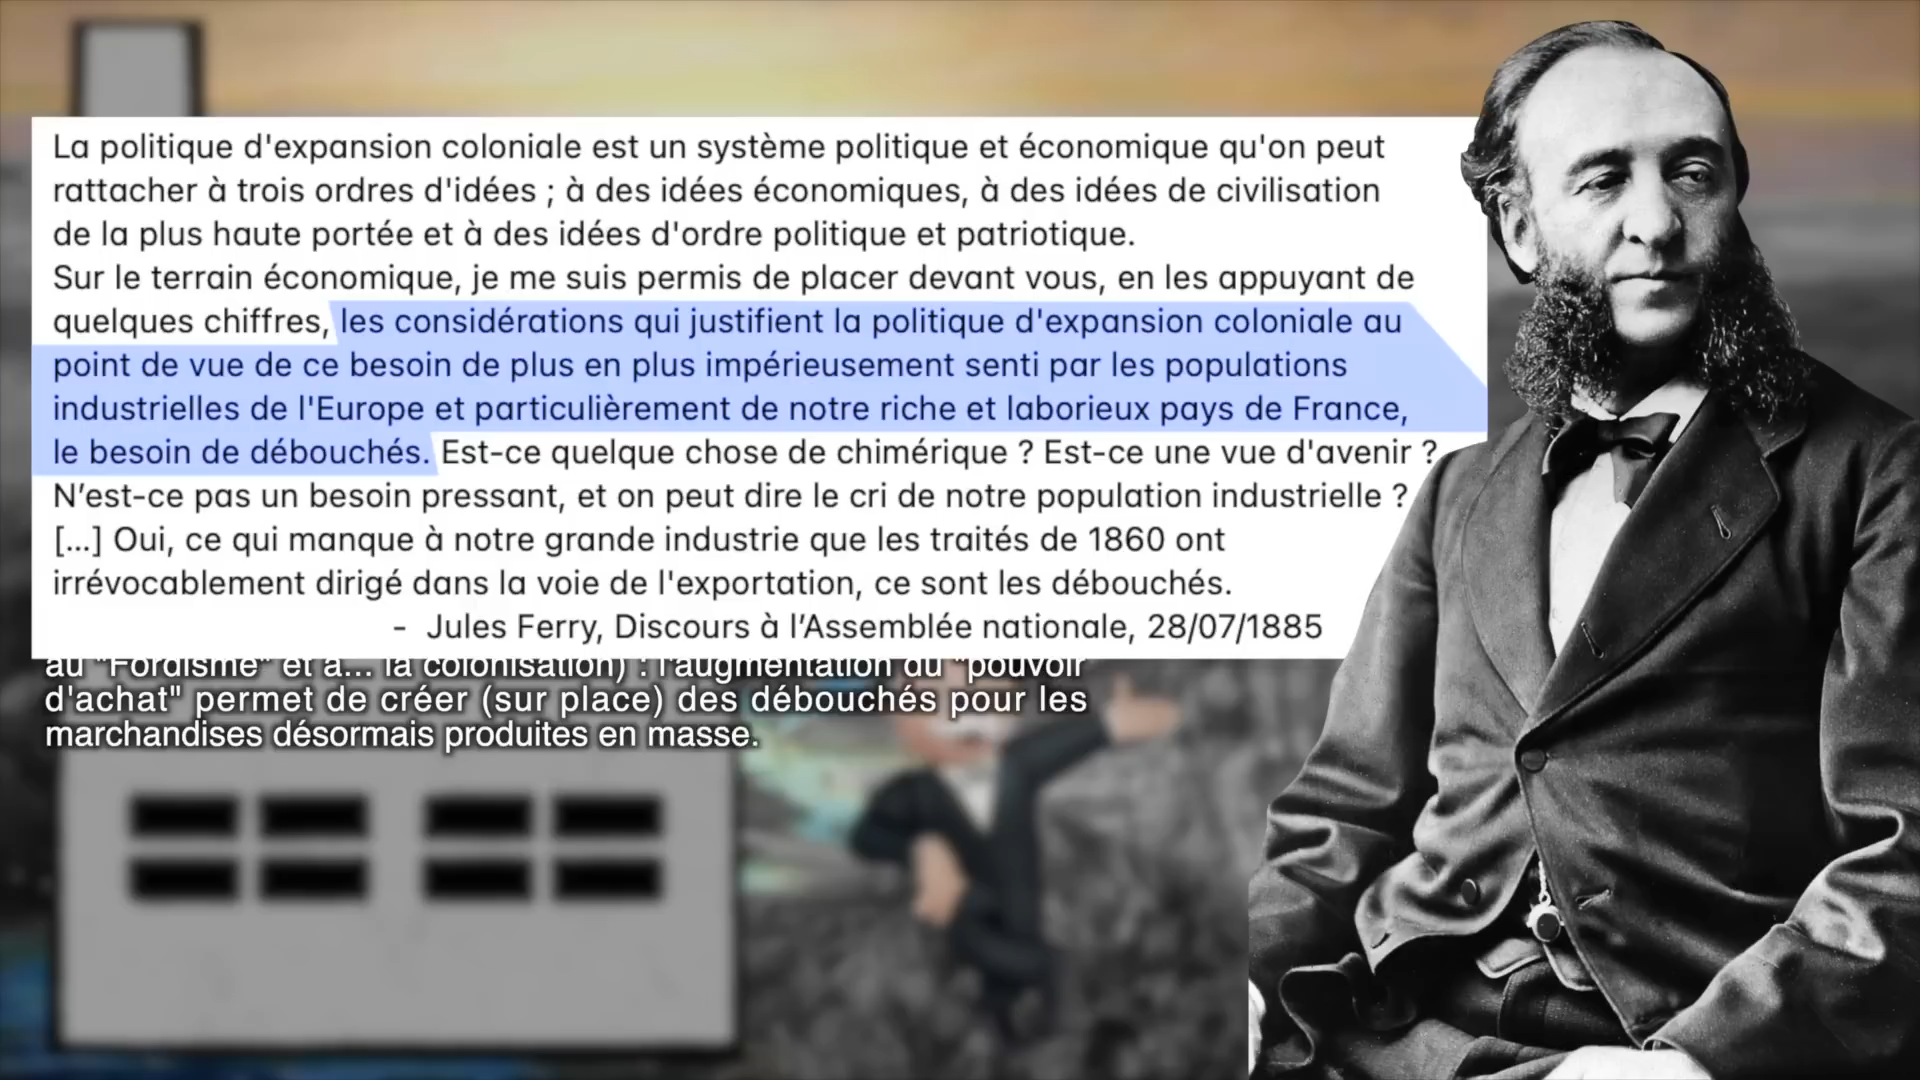 La politique d'expansion coloniale est un système politique et économique qu'on peut
rattacher à trois ordres d'idées ; à des idées économiques, à des idées de civilisation
de la plus haute portée et à des idées d'ordre politique et patriotique.
Sur le terrain économique, je me suis permis de placer devant vous, en les appuyant de
quelques chiffres, les considérations qui justifient la politique d'expansion coloniale au
point de vue de ce besoin de plus en plus impérieusement senti par les populations
industrielles de l'Europe et particulièrement de notre riche et laborieux pays de France,
le besoin de débouchés. Est-ce quelque chose de chimérique ? Est-ce une vue d'avenir ?
N’est-ce pas un besoin pressant, et on peut dire le cri de notre population industrielle ?
[...] Oui, ce qui manque à notre grande industrie que les traités de 1860 ont
irrévocablement dirigé dans la voie de l'exportation, ce sont les débouchés.
- Jules Ferry, Discours à l’Assemblée nationale, 28/07/1885
au "Fordisme" et à... la colonisation) : l'augmentation du "pouvoir
d'achat" permet de créer (sur place) des débouchés pour les
marchandises désormais produites en masse.